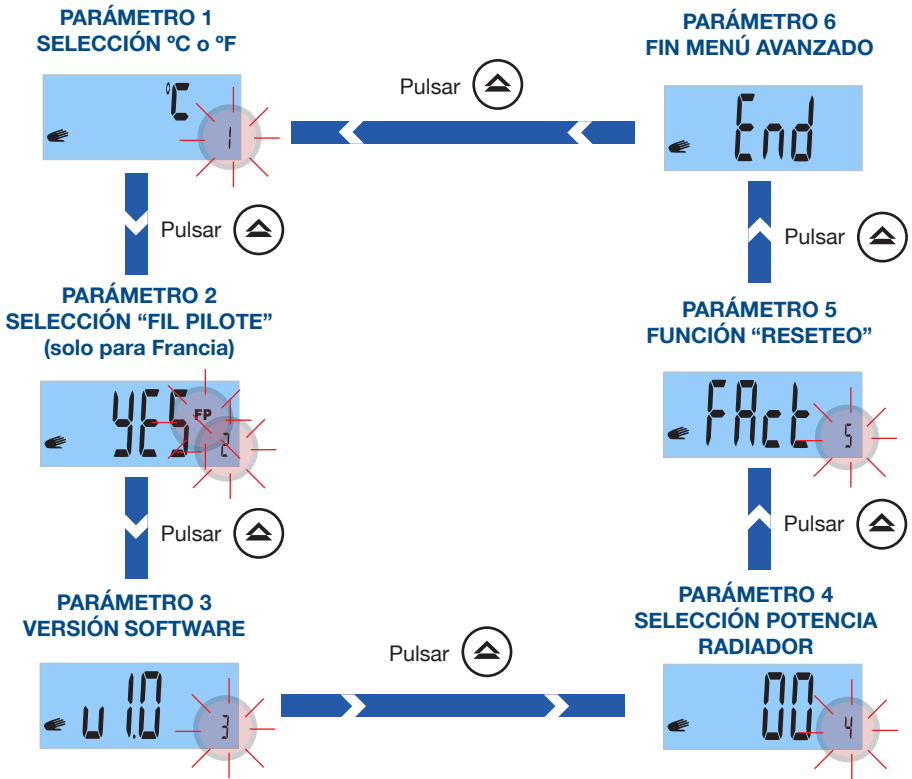 PARÁMETRO 1
SELECCIÓN ºC o ºF
°C
1
Pulsar
PARÁMETRO 6
FIN MENÚ AVANZADO
End
Pulsar
Pulsar
PARÁMETRO 2
SELECCIÓN “FIL PILOTE”
(solo para Francia)
YES FP
2
PARÁMETRO 5
FUNCIÓN “RESETEO”
FAct 5
Pulsar
Pulsar
PARÁMETRO 3
VERSIÓN SOFTWARE
v1.0 3
Pulsar
PARÁMETRO 4
SELECCIÓN POTENCIA
RADIADOR
00 4